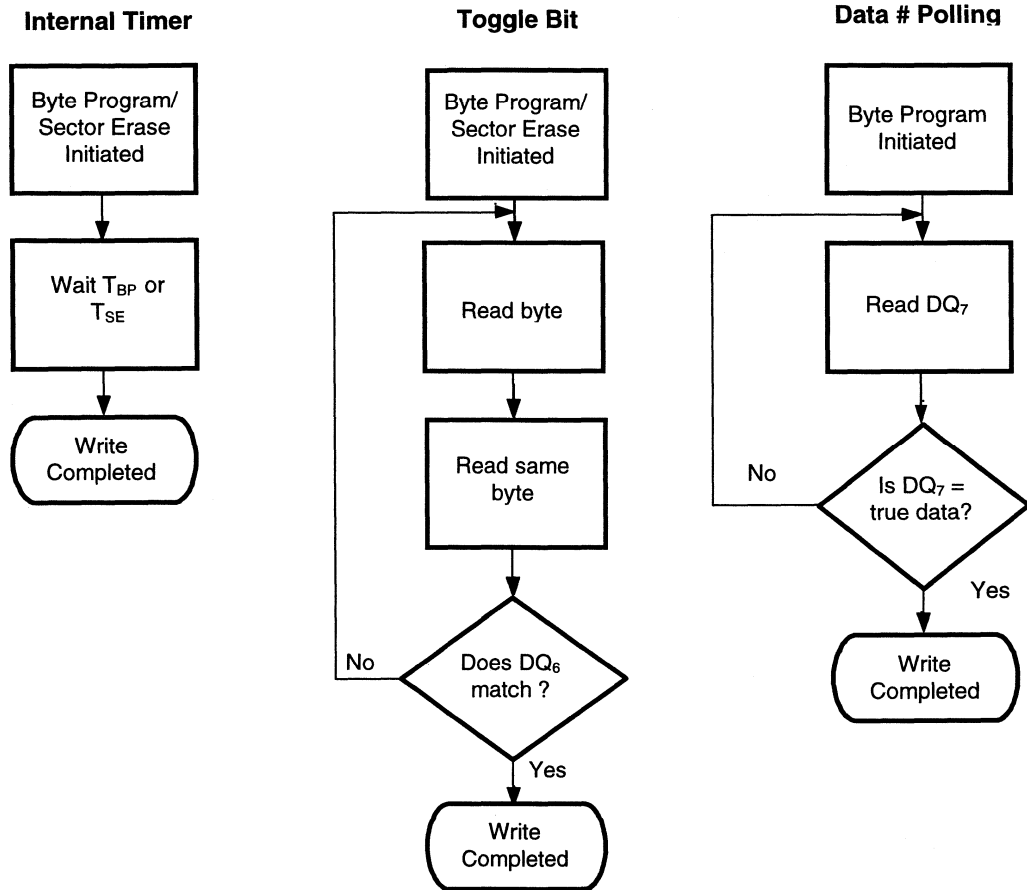 Internal Timer
Byte Program/
Sector Erase
Initiated
Wait T_BP or
T_SE
Write
Completed
Toggle Bit
Byte Program/
Sector Erase
Initiated
Read byte
Read same
byte
Does DQ₆
match ?
No
Yes
Write
Completed
Data # Polling
Byte Program
Initiated
Read DQ₇
Is DQ₇ =
true data?
No
Yes
Write
Completed